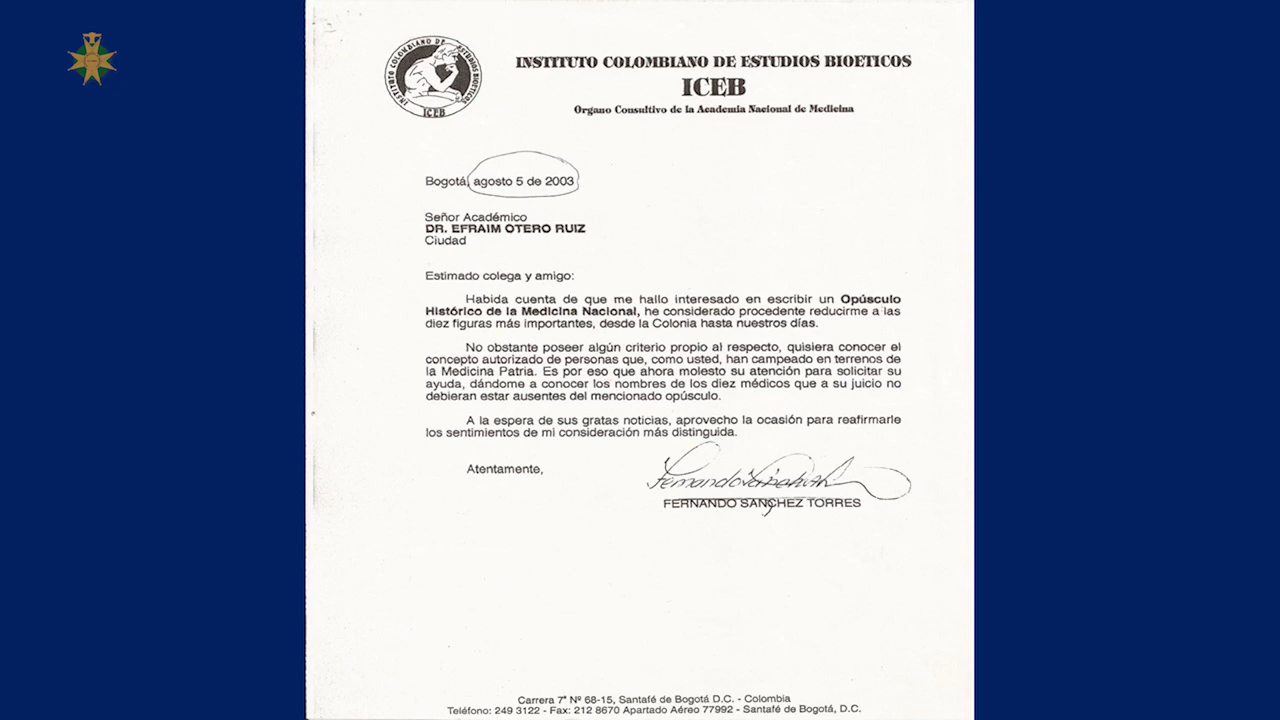 INSTITUTO COLOMBIANO DE ESTUDIOS BIOETICOS
ICEB
INSTITUTO COLOMBIANO DE ESTUDIOS BIOETICOS
ICEB
Organo Consultivo de la Academia Nacional de Medicina
Bogotá, agosto 5 de 2003
Señor Académico
DR. EFRAIM OTERO RUIZ
Ciudad
Estimado colega y amigo:
Habida cuenta de que me hallo interesado en escribir un Opúsculo
Histórico de la Medicina Nacional, he considerado procedente reducirme a las
diez figuras más importantes, desde la Colonia hasta nuestros días.
No obstante poseer algún criterio propio al respecto, quisiera conocer el
concepto autorizado de personas que, como usted, han campeado en terrenos de
la Medicina Patria. Es por eso que ahora molesto su atención para solicitar su
ayuda, dándome a conocer los nombres de los diez médicos que a su juicio no
debieran estar ausentes del mencionado opúsculo.
A la espera de sus gratas noticias, aprovecho la ocasión para reafirmarle
los sentimientos de mi consideración más distinguida.
Atentamente,
FERNANDO SANCHEZ TORRES
Carrera 7ª Nº 68-15, Santafé de Bogotá D.C. - Colombia
Teléfono: 249 3122 - Fax: 212 8670 Apartado Aéreo 77992 - Santafé de Bogotá, D.C.